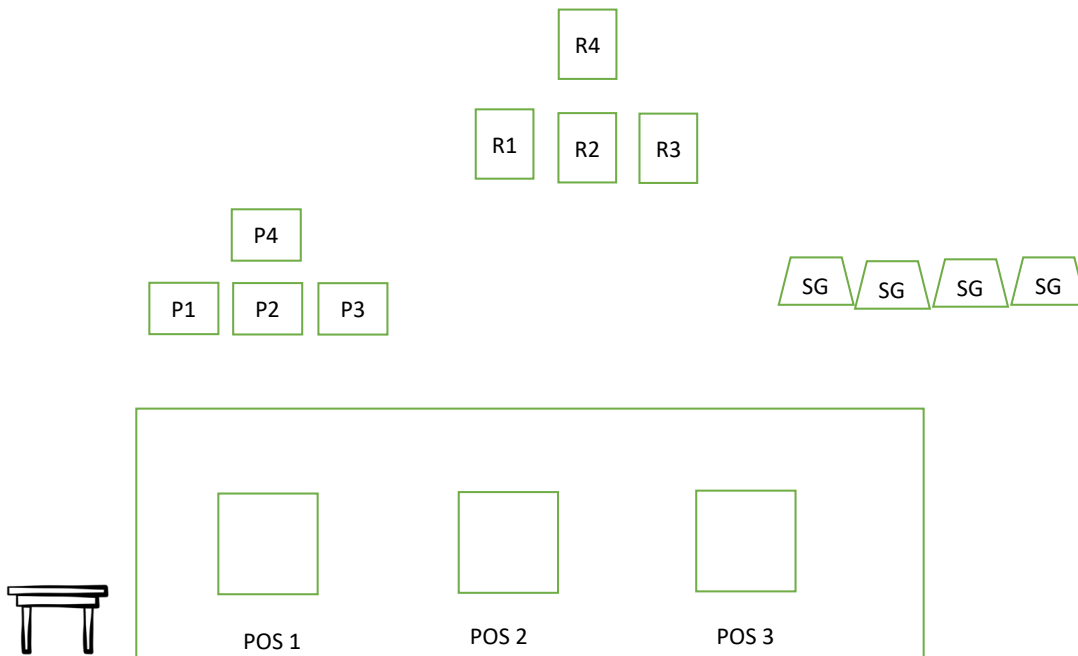 R4
R1 R2 R3
P4
P1 P2 P3
SG SG SG SG
POS 1 POS 2 POS 3